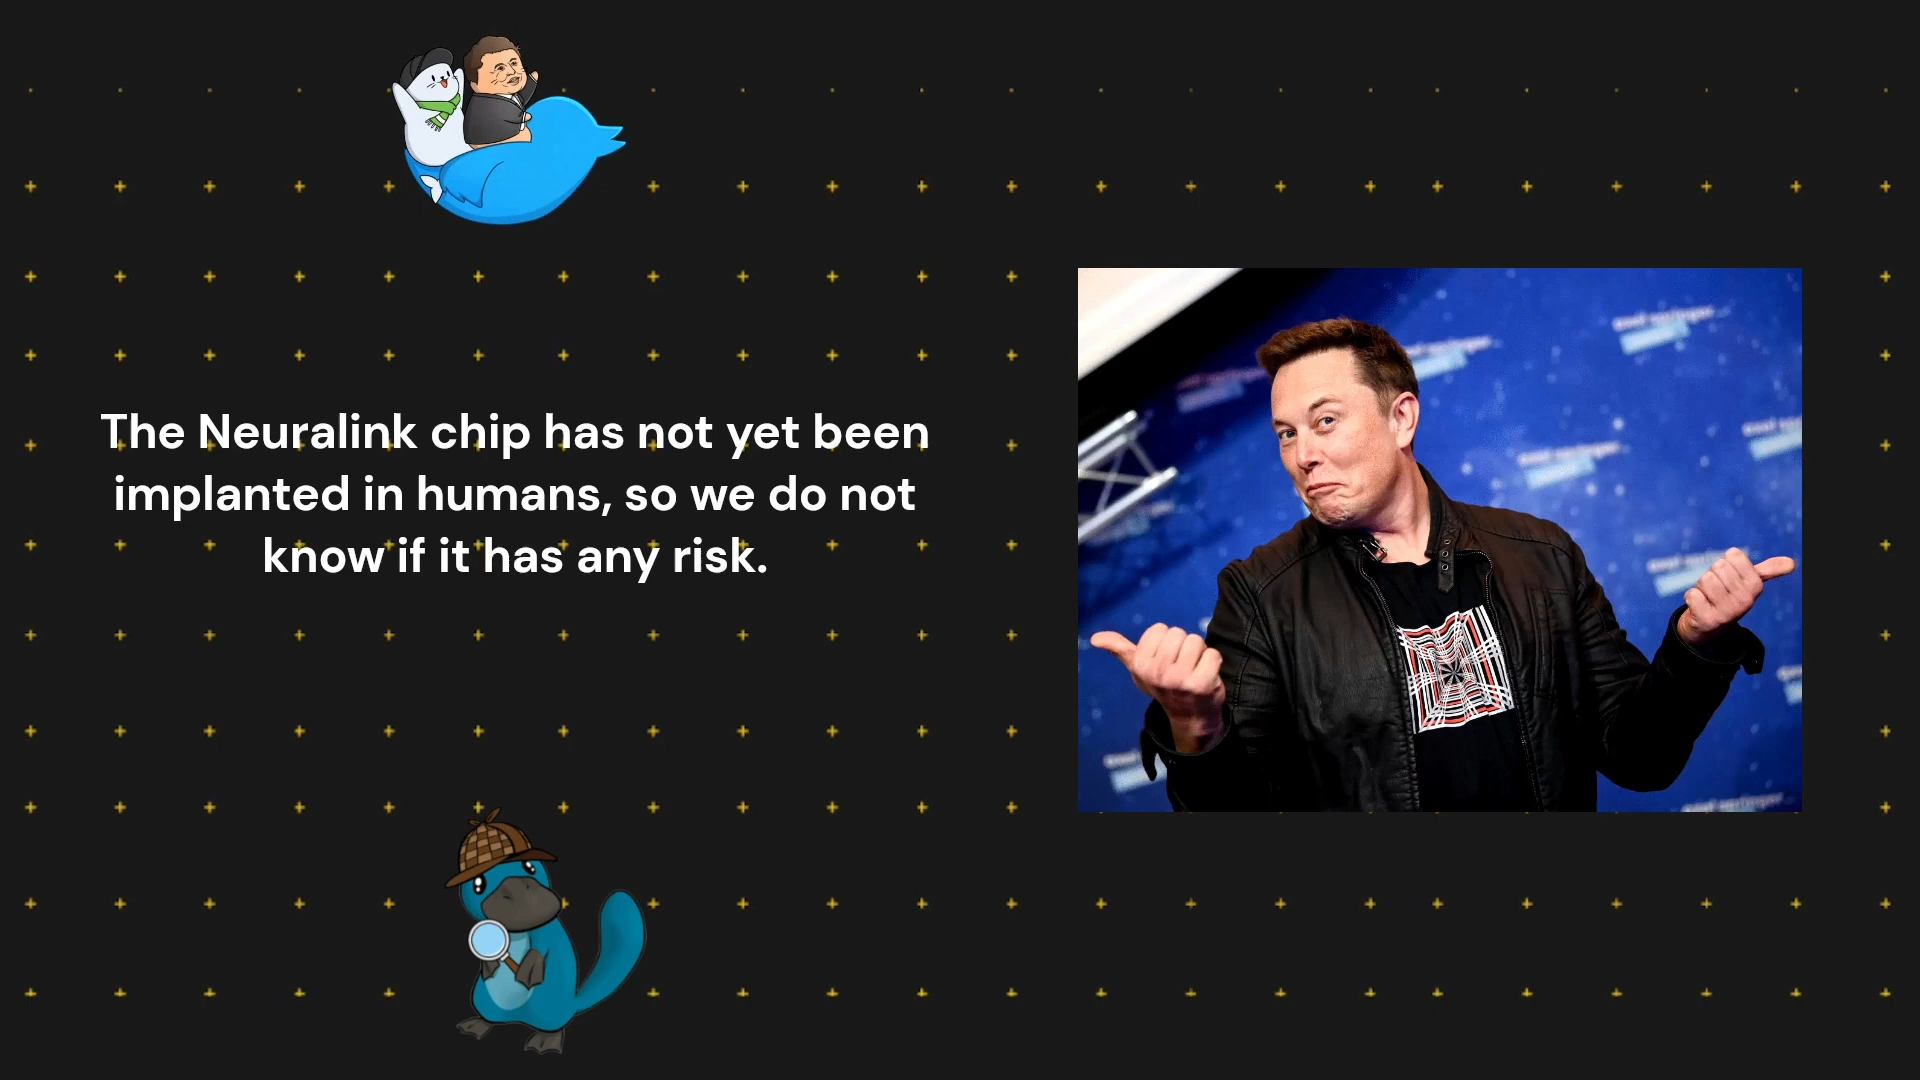 The Neuralink chip has not yet been
implanted in humans, so we do not
know if it has any risk.